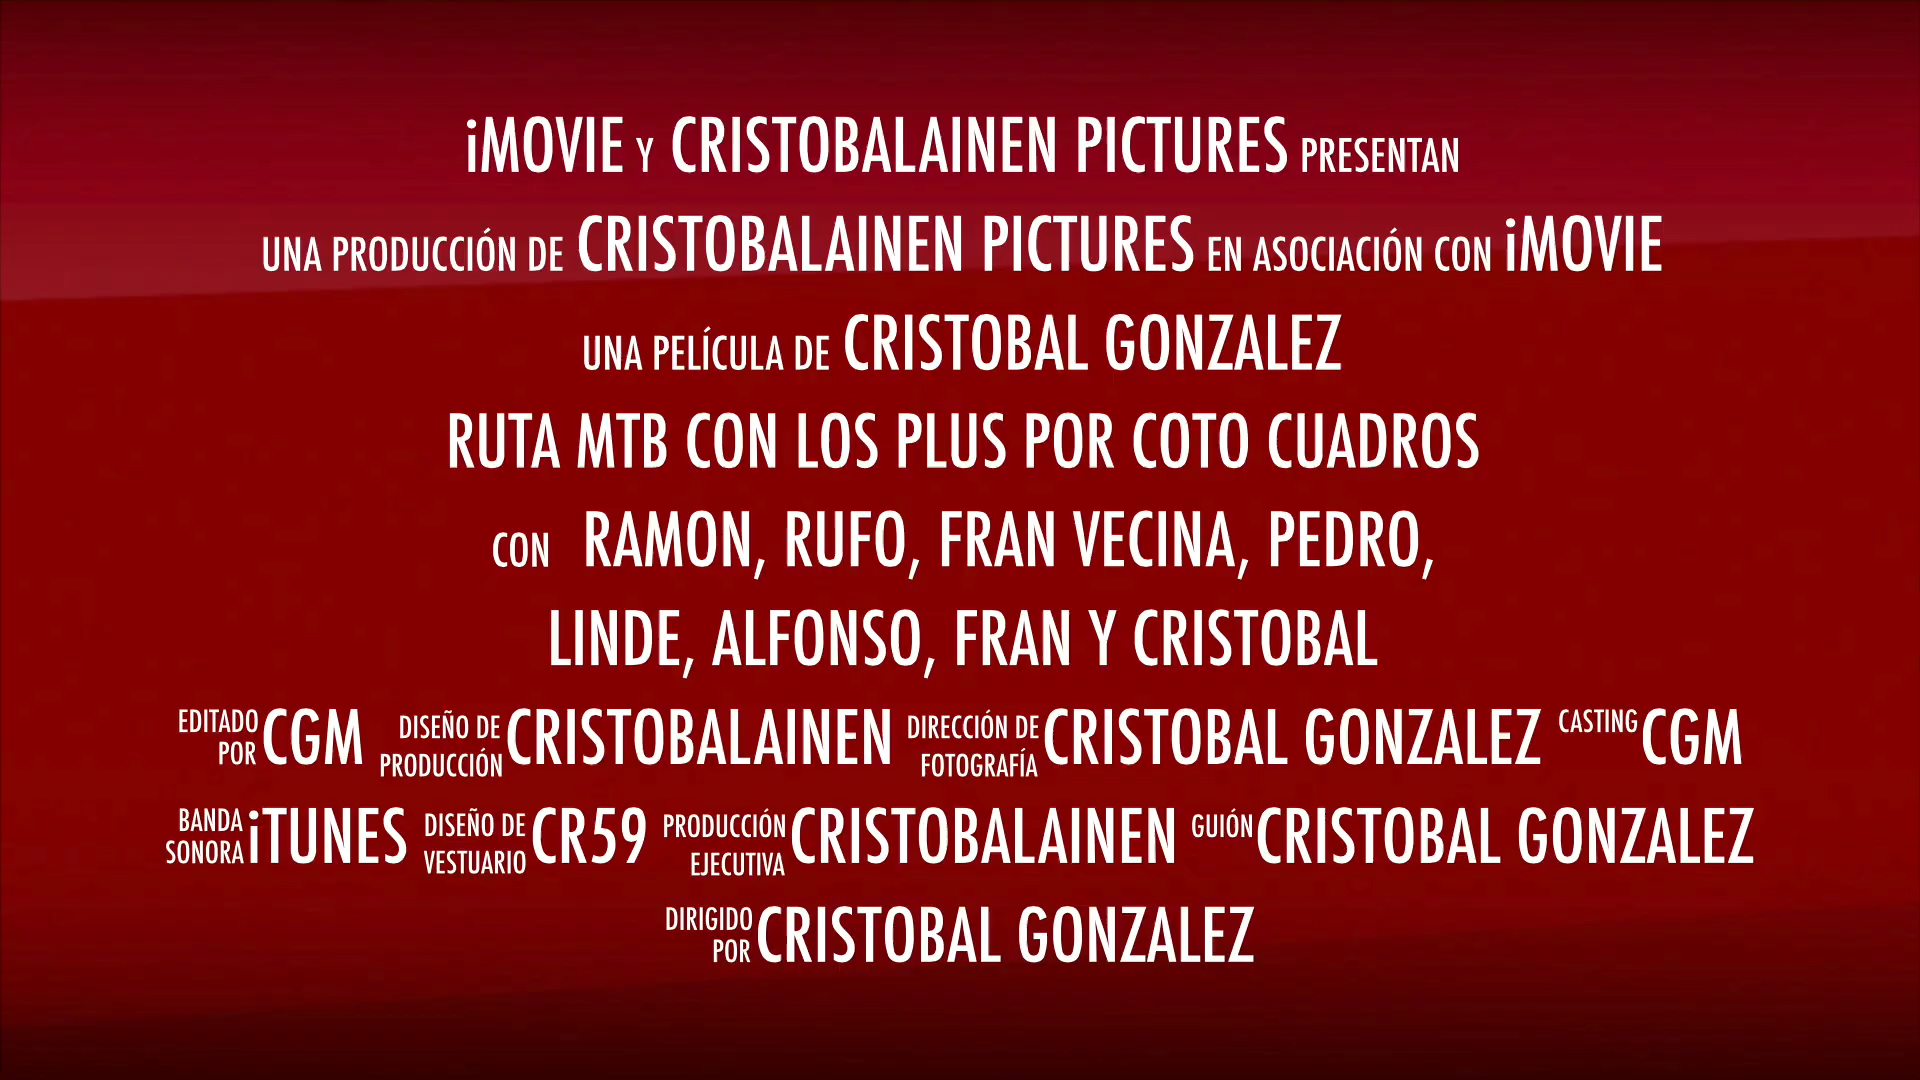 iMOVIE Y CRISTOBALAINEN PICTURES PRESENTAN
UNA PRODUCCIÓN DE CRISTOBALAINEN PICTURES EN ASOCIACIÓN CON iMOVIE
UNA PELÍCULA DE CRISTOBAL GONZALEZ
RUTA MTB CON LOS PLUS POR COTO CUADROS
CON RAMON, RUFO, FRAN VECINA, PEDRO,
LINDE, ALFONSO, FRAN Y CRISTOBAL
EDITADO POR CGM DISEÑO DE PRODUCCIÓN CRISTOBALAINEN DIRECCIÓN DE FOTOGRAFÍA CRISTOBAL GONZALEZ CASTING CGM
BANDA SONORA iTUNES DISEÑO DE VESTUARIO CR59 PRODUCCIÓN EJECUTIVA CRISTOBALAINEN GUIÓN CRISTOBAL GONZALEZ
DIRIGIDO POR CRISTOBAL GONZALEZ